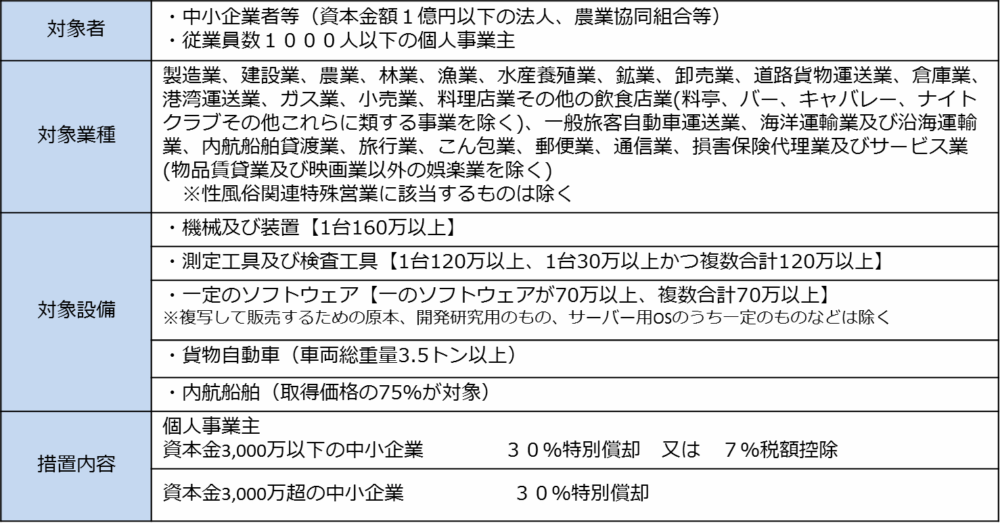 対象者
・中小企業者等（資本金額１億円以下の法人、農業協同組合等）
・従業員数１０００人以下の個人事業主
対象業種
製造業、建設業、農業、林業、漁業、水産養殖業、鉱業、卸売業、道路貨物運送業、倉庫業、
港湾運送業、ガス業、小売業、料理店業その他の飲食店業(料亭、バー、キャバレー、ナイト
クラブその他これらに類する事業を除く)、一般旅客自動車運送業、海洋運輸業及び沿海運輸
業、内航船舶貸渡業、旅行業、こん包業、郵便業、通信業、損害保険代理業及びサービス業
(物品賃貸業及び映画業以外の娯楽業を除く)
※性風俗関連特殊営業に該当するものは除く
対象設備
・機械及び装置【1台160万以上】
・測定工具及び検査工具【1台120万以上、1台30万以上かつ複数合計120万以上】
・一定のソフトウェア【一のソフトウェアが70万以上、複数合計70万以上】
※複写して販売するための原本、開発研究用のもの、サーバー用OSのうち一定のものなどは除く
・貨物自動車（車両総重量3.5トン以上）
・内航船舶（取得価格の75%が対象）
措置内容
個人事業主
資本金3,000万以下の中小企業　３０％特別償却　又は　７％税額控除
資本金3,000万超の中小企業　３０％特別償却